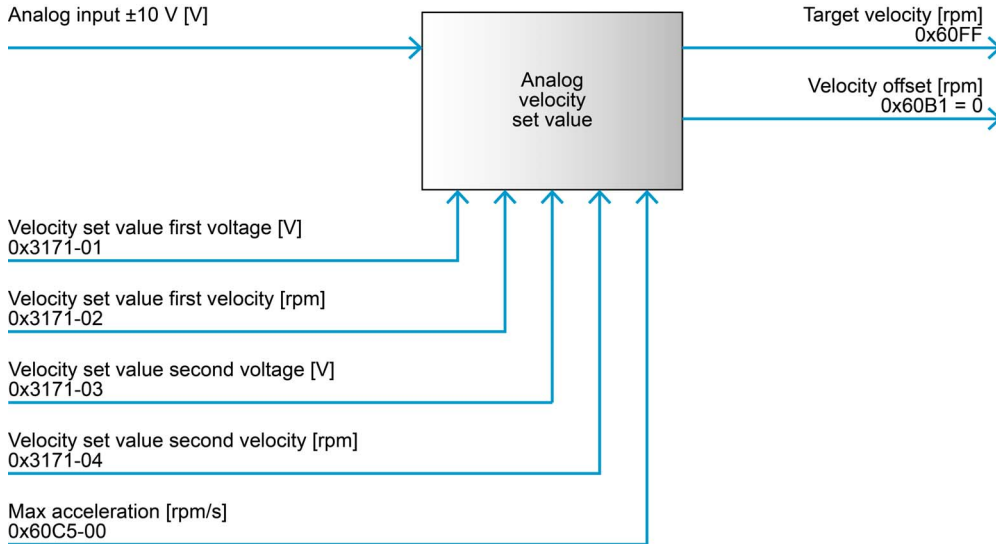 Analog input ±10 V [V]
Target velocity [rpm]
0x60FF
Analog
velocity
set value
Velocity offset [rpm]
0x60B1 = 0
Velocity set value first voltage [V]
0x3171-01
Velocity set value first velocity [rpm]
0x3171-02
Velocity set value second voltage [V]
0x3171-03
Velocity set value second velocity [rpm]
0x3171-04
Max acceleration [rpm/s]
0x60C5-00